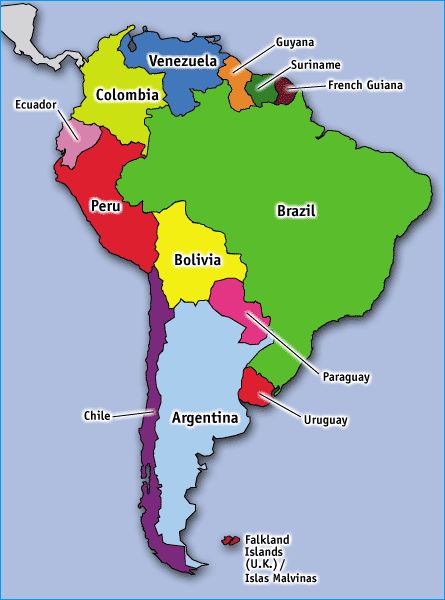 Guyana
Venezuela
Suriname
French Guiana
Colombia
Ecuador
Peru
Brazil
Bolivia
Paraguay
Chile
Argentina
Uruguay
Falkland
Islands
(U.K.) /
Islas Malvinas